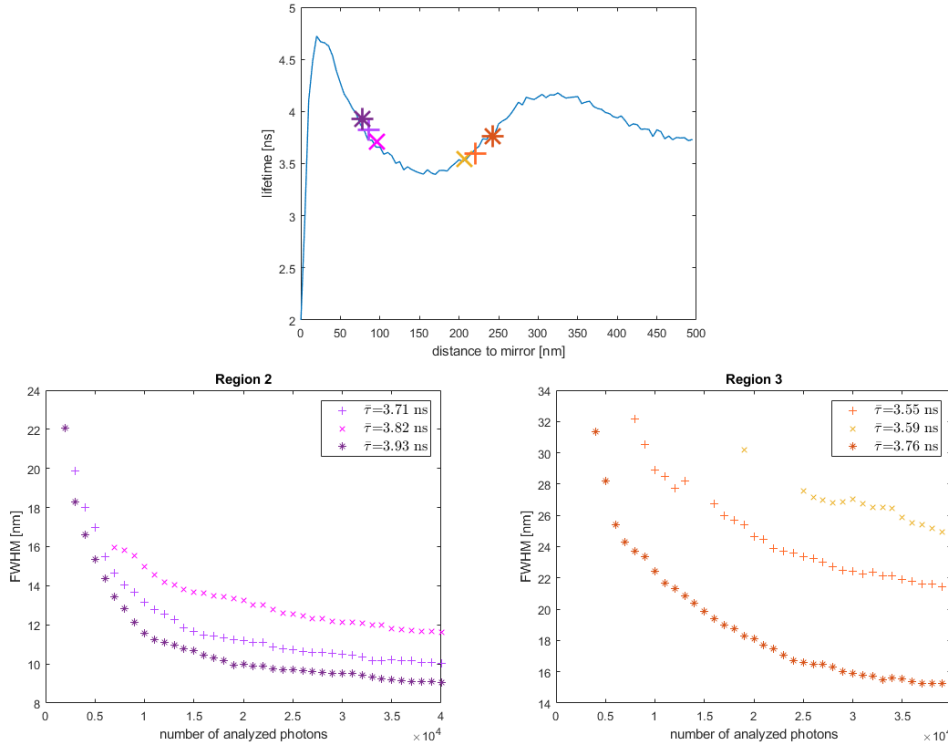 5
4.5
4
3.5
3
2.5
2
lifetime [ns]
0 50 100 150 200 250 300 350 400 450 500
distance to mirror [nm]
Region 2
24
22
20
18
16
14
12
10
8
FWHM [nm]
τ̄=3.71 ns
τ̄=3.82 ns
τ̄=3.93 ns
0 0.5 1 1.5 2 2.5 3 3.5 4
number of analyzed photons
×10⁴
Region 3
34
32
30
28
26
24
22
20
18
16
14
FWHM [nm]
τ̄=3.55 ns
τ̄=3.59 ns
τ̄=3.76 ns
0 0.5 1 1.5 2 2.5 3 3.5
number of analyzed photons